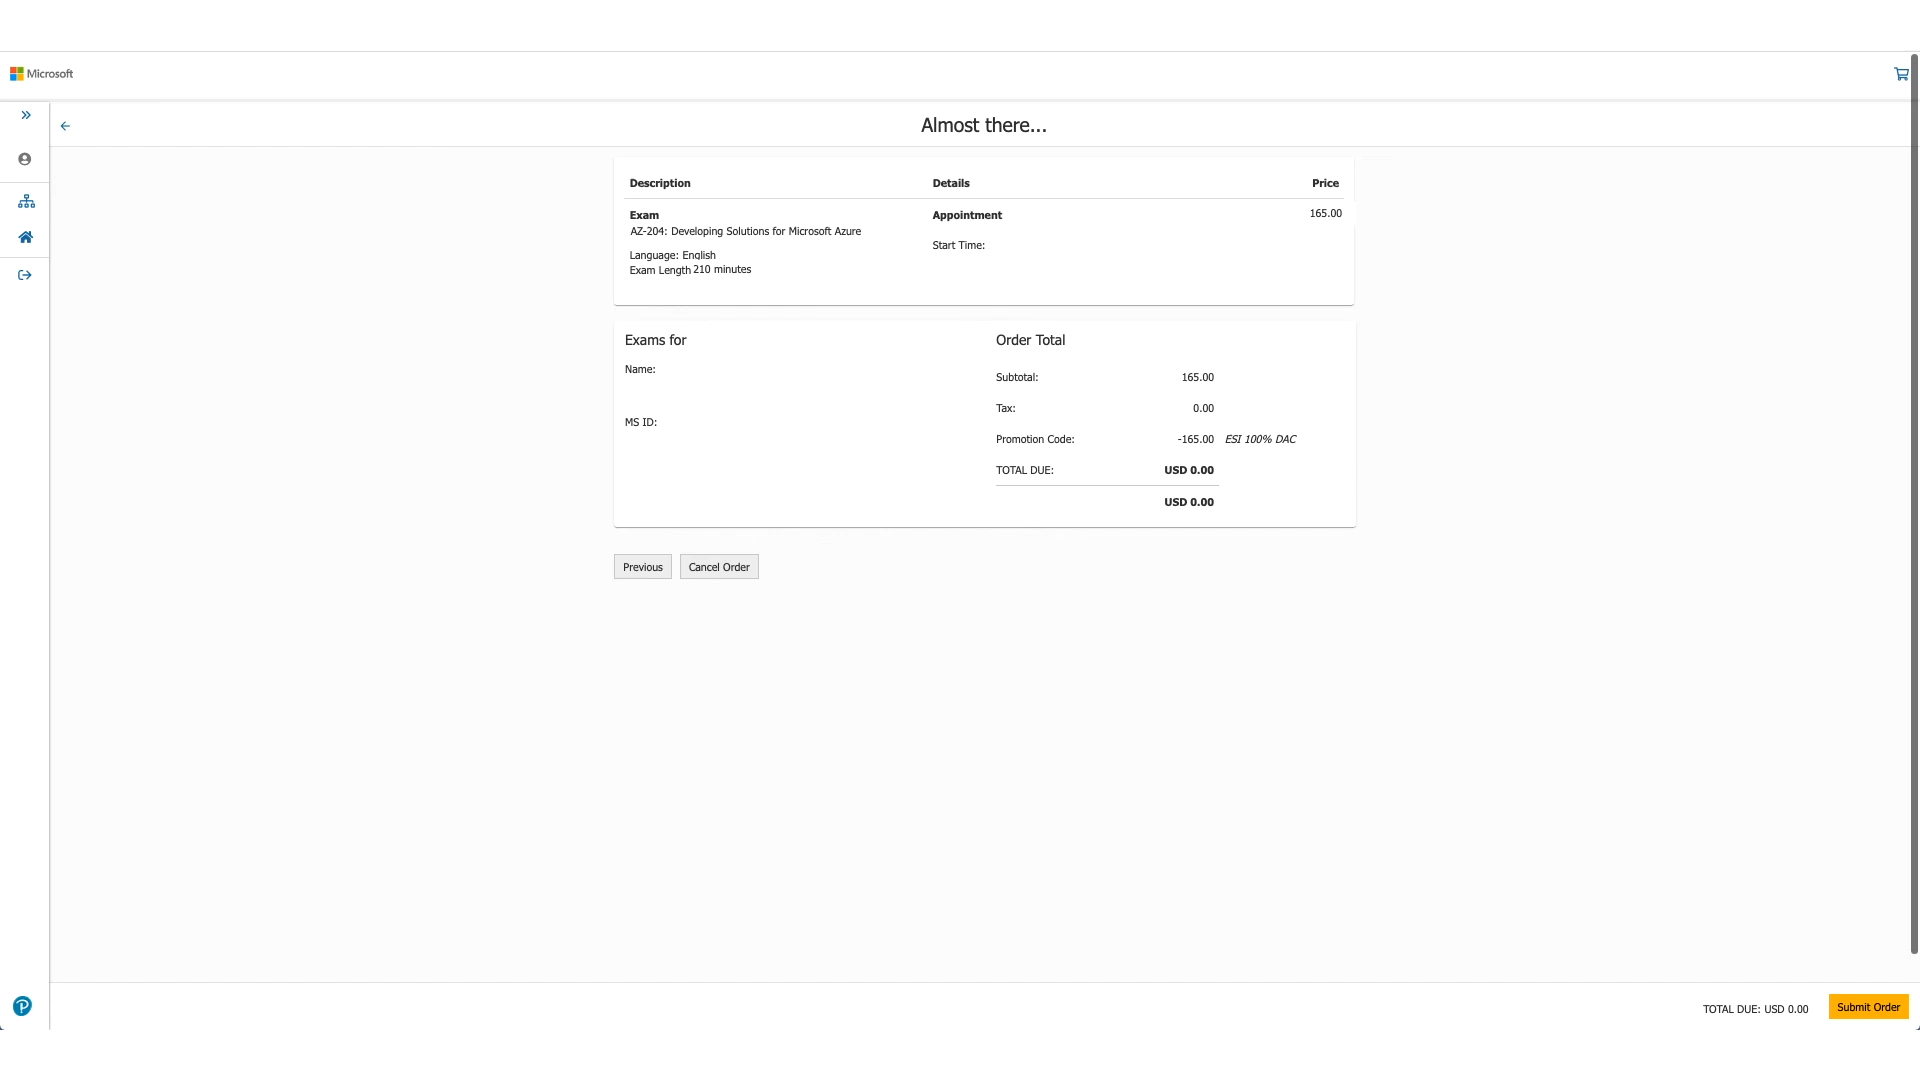 Microsoft
Almost there...
Description Details Price
Exam Appointment 165.00
AZ-204: Developing Solutions for Microsoft Azure
Start Time:
Language: English
Exam Length 210 minutes
Exams for Order Total
Name:
Subtotal: 165.00
Tax: 0.00
MS ID:
Promotion Code: -165.00 ESI 100% DAC
TOTAL DUE: USD 0.00
USD 0.00
Previous Cancel Order
TOTAL DUE: USD 0.00 Submit Order